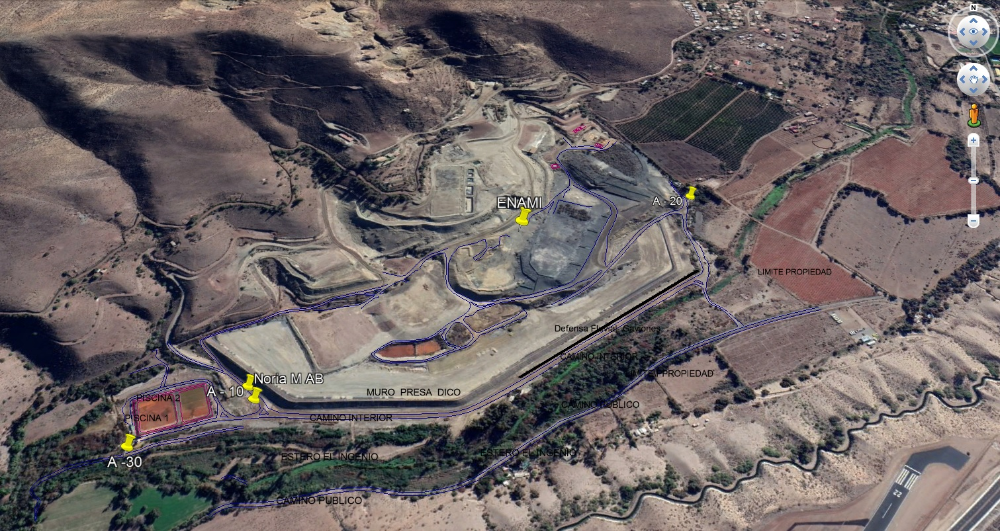 N
ENAMI
A - 20
LIMITE PROPIEDAD
Defensa Fluvial- Gaviones
CAMINO INTERIOR
LIMITE PROPIEDAD
Noria M AB
A - 10
MURO PRESA DICO
PISCINA 2
CAMINO PUBLICO
PISCINA 1
CAMINO INTERIOR
A -30
ESTERO EL INGENIO
ESTERO EL INGENIO
CAMINO PUBLICO
22